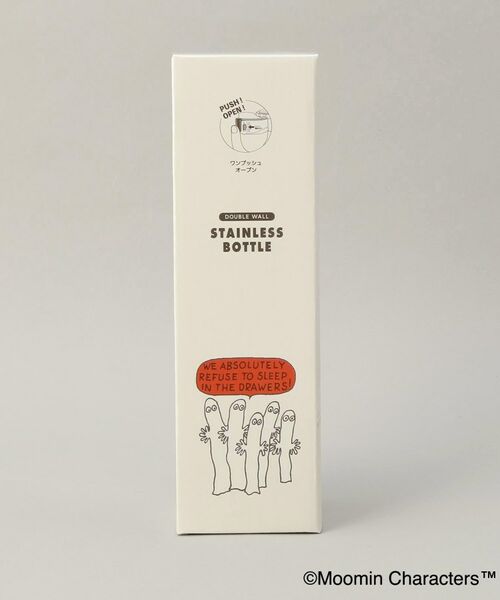 PUSH!
OPEN!
ワンプッシュ
オープン
DOUBLE WALL
STAINLESS
BOTTLE
WE ABSOLUTELY
REFUSE TO SLEEP
IN THE DRAWERS!
©Moomin Characters™